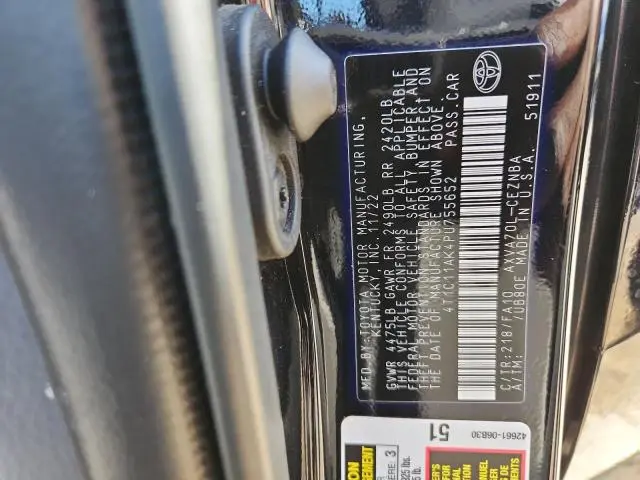 MFD.BY:TOYOTA MOTOR MANUFACTURING,
KENTUCKY, INC. 11/22
GVWR 4475LB GAWR FR 2490LB RR 2420LB
THIS VEHICLE CONFORMS TO ALL APPLICABLE
FEDERAL MOTOR VEHICLE SAFETY, BUMPER, AND
THEFT PREVENTION STANDARDS IN EFFECT ON
THE DATE OF MANUFACTURE SHOWN ABOVE.
4T1C11AK4PU755652 PASS.CAR
C/TR:218/FA10 AXVA70L-CEZNBA
A/TM: /UB80E MADE IN U.S.A. 51911
42661-06B30
51
3